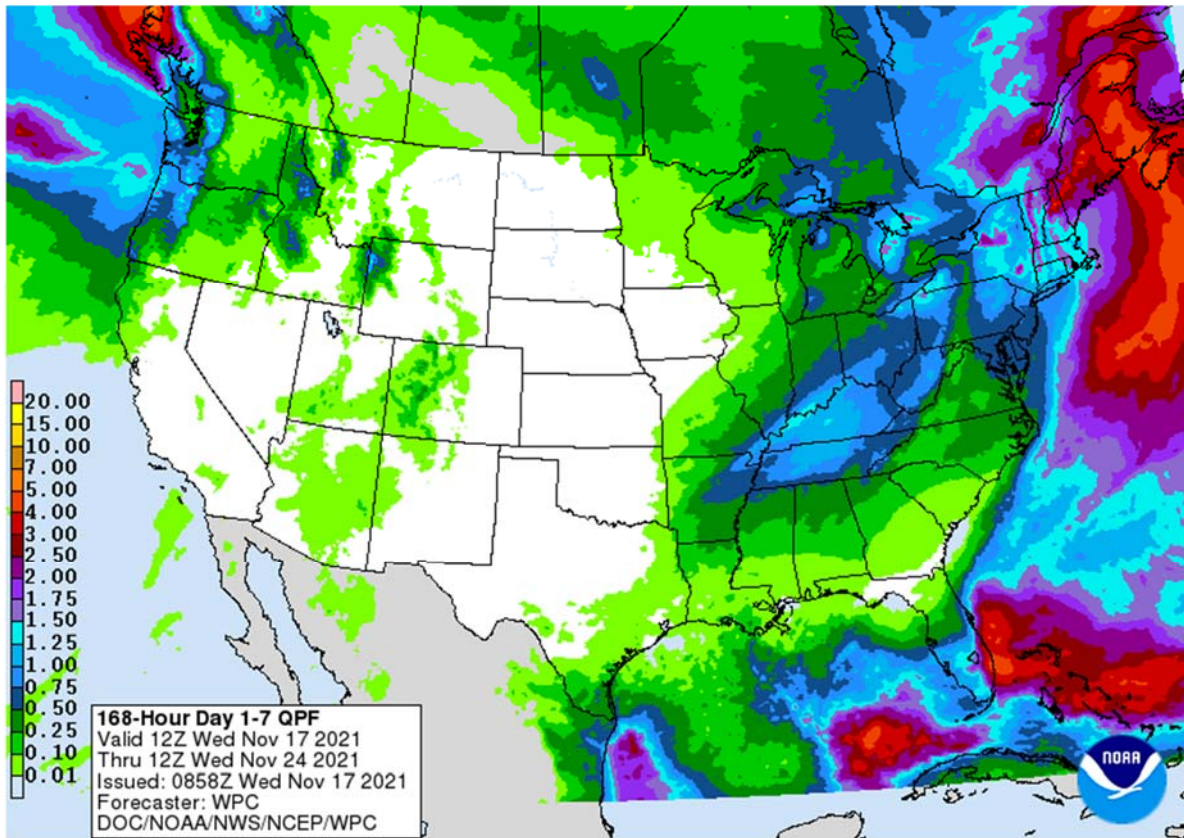 20.00
15.00
10.00
7.00
5.00
4.00
3.00
2.50
2.00
1.75
1.50
1.25
1.00
0.75
0.50
0.25
0.10
0.01
168-Hour Day 1-7 QPF
Valid 12Z Wed Nov 17 2021
Thru 12Z Wed Nov 24 2021
Issued: 0858Z Wed Nov 17 2021
Forecaster: WPC
DOC/NOAA/NWS/NCEP/WPC
NOAA